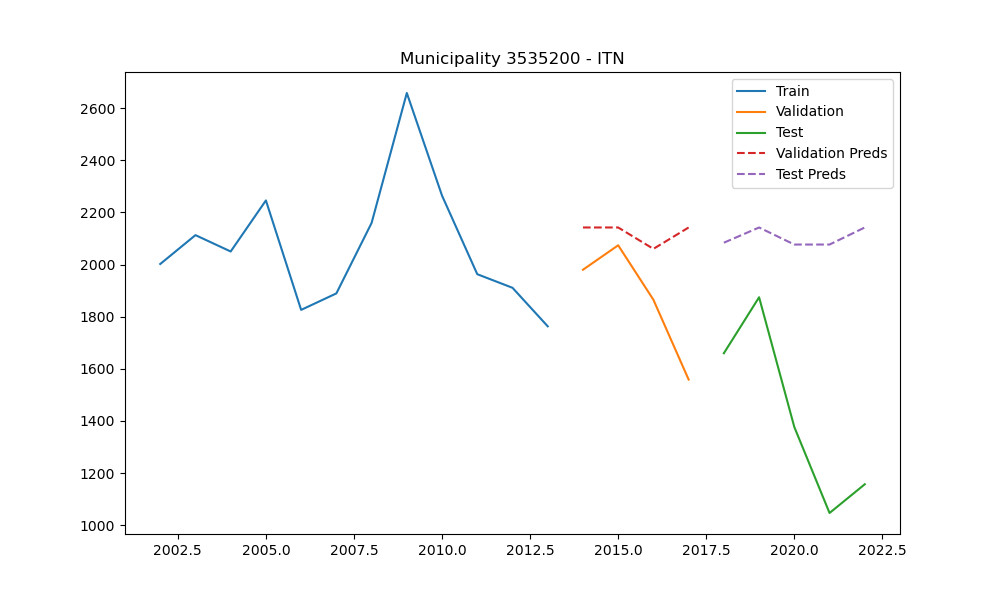 Municipality 3535200 - ITN
Train
Validation
Test
Validation Preds
Test Preds
2600
2400
2200
2000
1800
1600
1400
1200
1000
2002.5 2005.0 2007.5 2010.0 2012.5 2015.0 2017.5 2020.0 2022.5